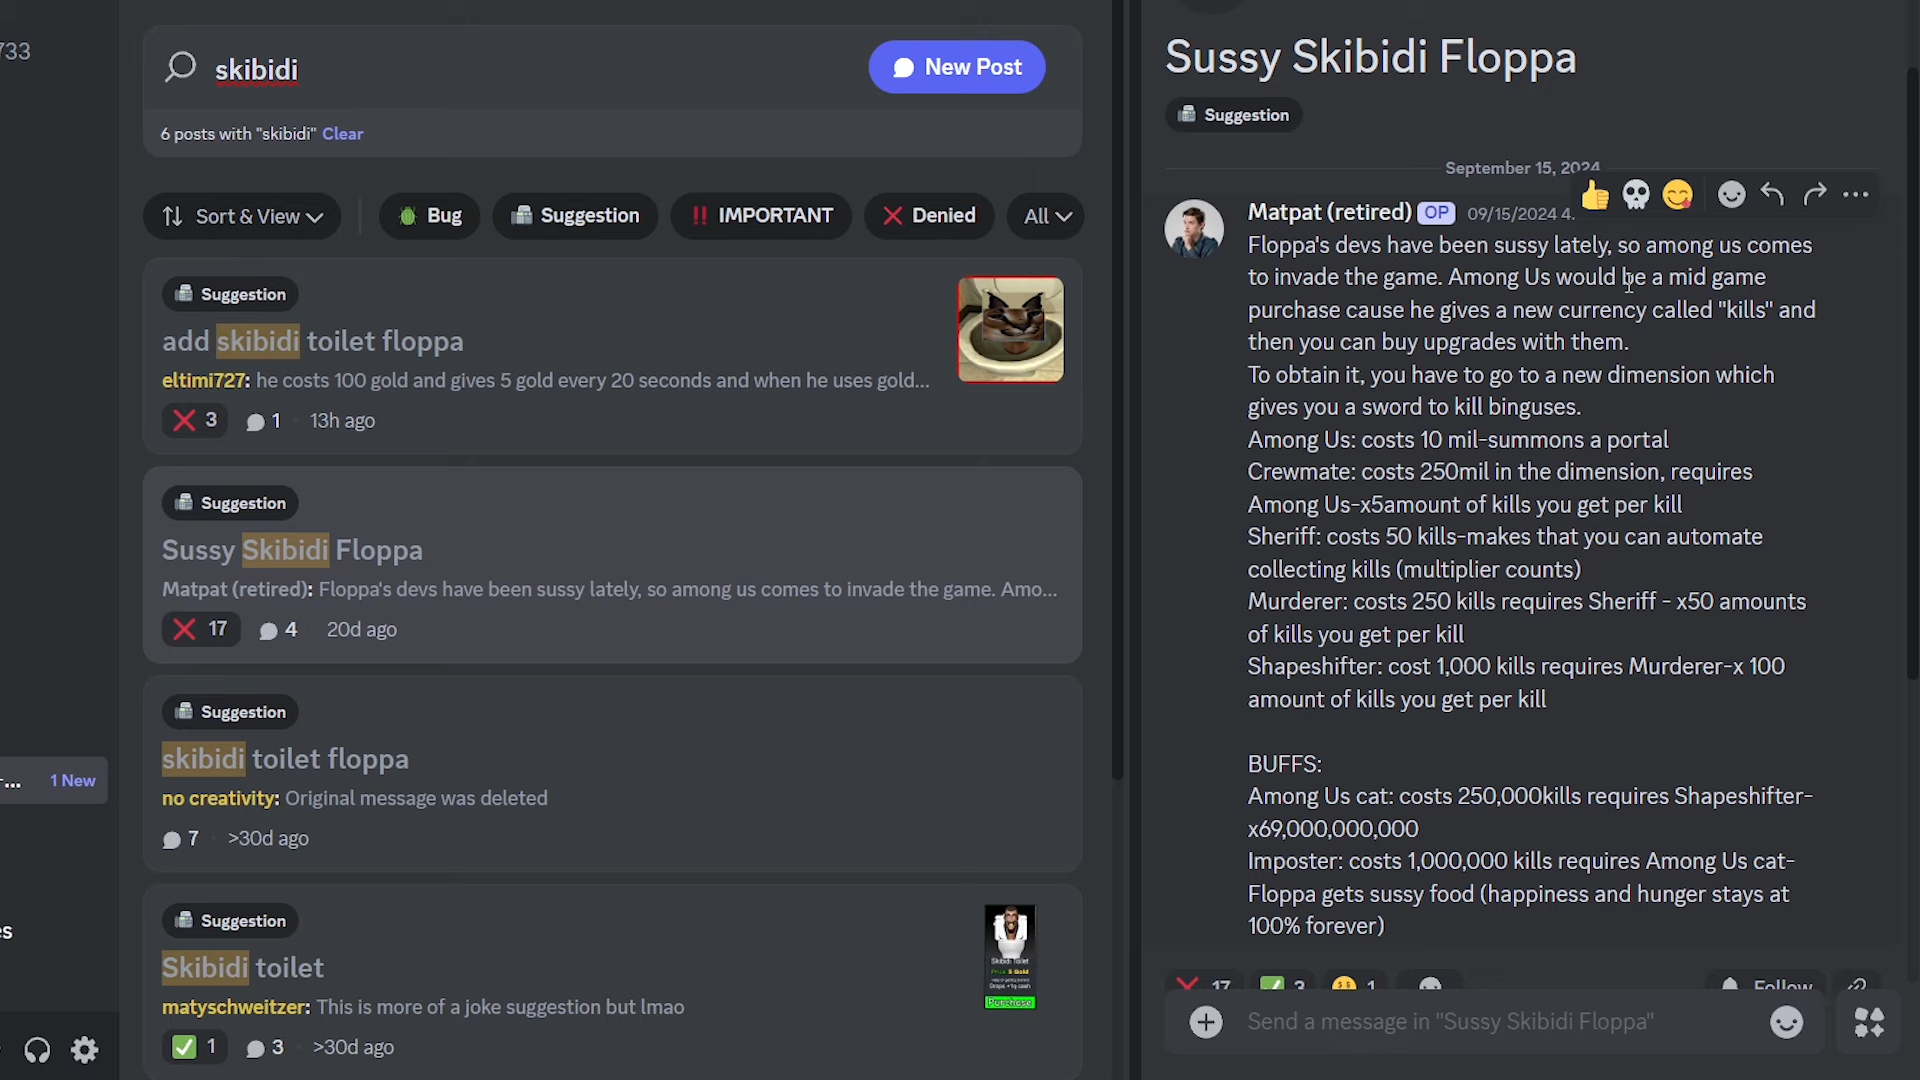 733
skibidi
New Post
6 posts with "skibidi" Clear
Sort & View
Bug
Suggestion
IMPORTANT
Denied
All
Suggestion
add skibidi toilet floppa
eltimi727: he costs 100 gold and gives 5 gold every 20 seconds and when he uses gold...
3
1
13h ago
Suggestion
Sussy Skibidi Floppa
Matpat (retired): Floppa's devs have been sussy lately, so among us comes to invade the game. Amo...
17
4
20d ago
Suggestion
skibidi toilet floppa
no creativity: Original message was deleted
7
>30d ago
Suggestion
Skibidi toilet
matyschweitzer: This is more of a joke suggestion but lmao
1
3
>30d ago
Skibidi Toilet
Price 5 Gold
Purchase
-...
1 New
es
Sussy Skibidi Floppa
Suggestion
September 15, 2024
Matpat (retired) OP 09/15/2024 4:
Floppa's devs have been sussy lately, so among us comes
to invade the game. Among Us would be a mid game
purchase cause he gives a new currency called "kills" and
then you can buy upgrades with them.
To obtain it, you have to go to a new dimension which
gives you a sword to kill binguses.
Among Us: costs 10 mil-summons a portal
Crewmate: costs 250mil in the dimension, requires
Among Us-x5amount of kills you get per kill
Sheriff: costs 50 kills-makes that you can automate
collecting kills (multiplier counts)
Murderer: costs 250 kills requires Sheriff - x50 amounts
of kills you get per kill
Shapeshifter: cost 1,000 kills requires Murderer-x 100
amount of kills you get per kill
BUFFS:
Among Us cat: costs 250,000kills requires Shapeshifter-
x69,000,000,000
Imposter: costs 1,000,000 kills requires Among Us cat-
Floppa gets sussy food (happiness and hunger stays at
100% forever)
17
3
1
Follow
Send a message in "Sussy Skibidi Floppa"